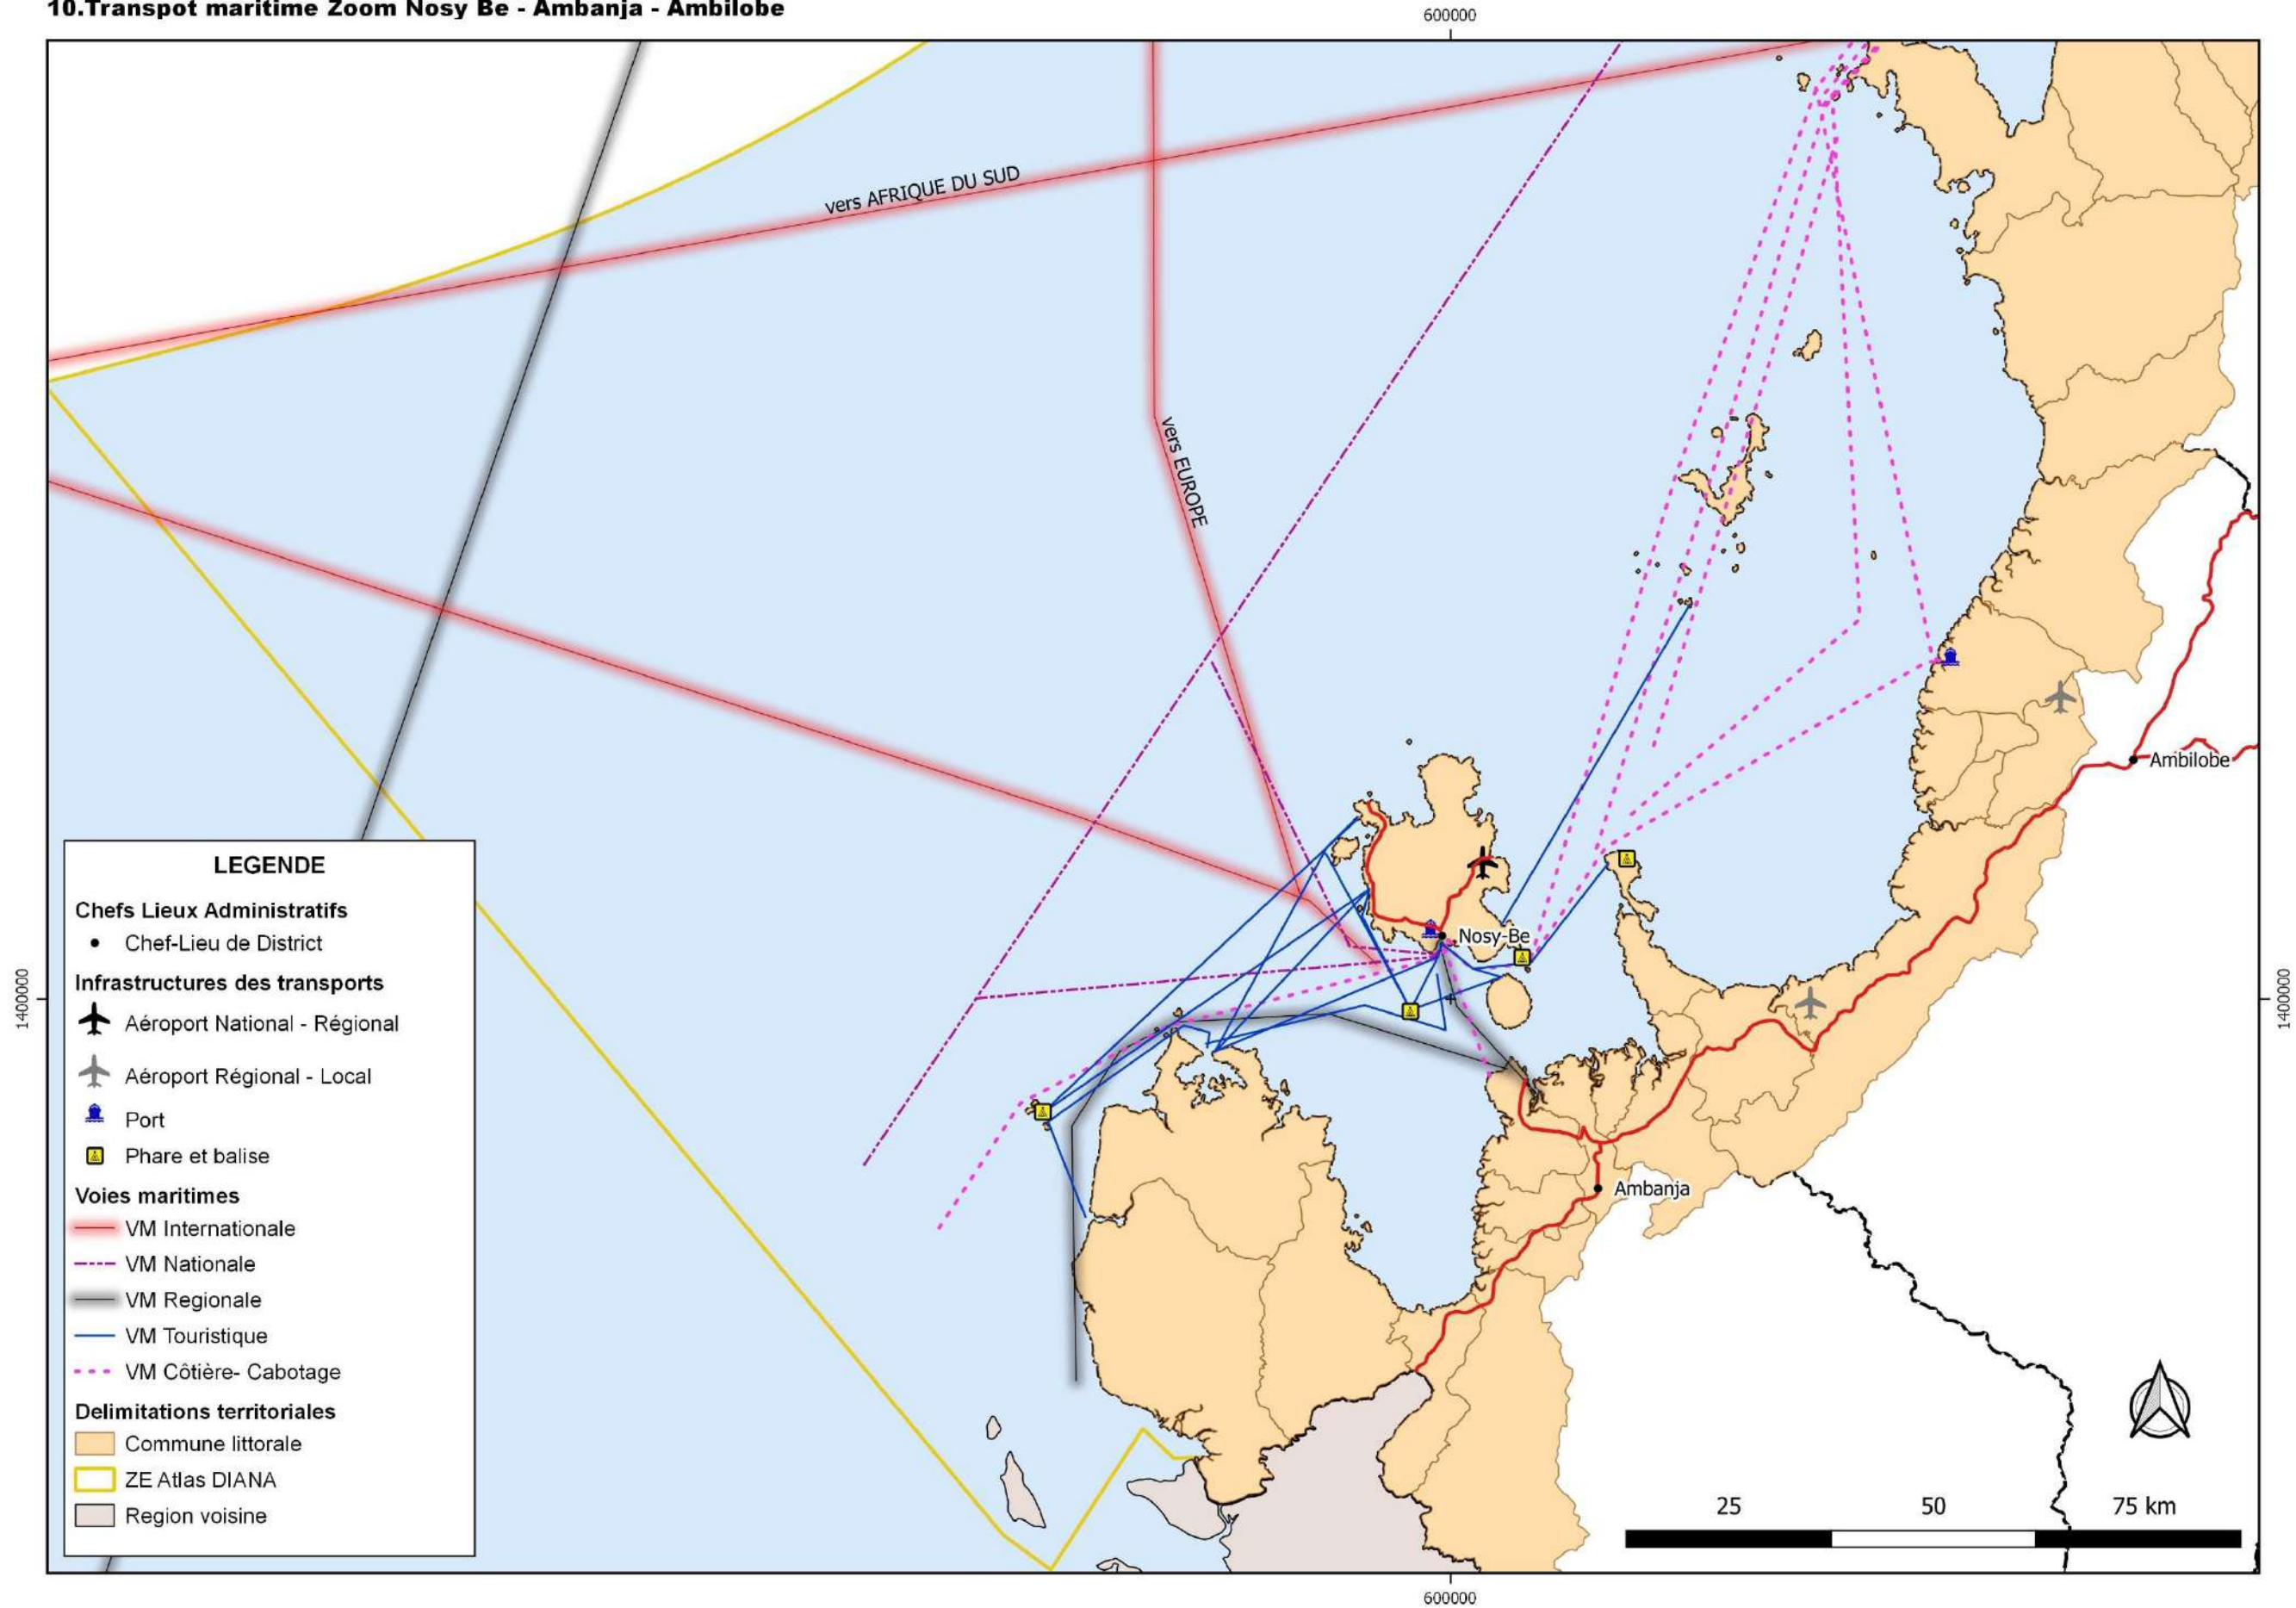 10.Transpot maritime Zoom Nosy Be - Ambanja - Ambilobe
600000
vers AFRIQUE DU SUD
vers EUROPE
Ambilobe
Nosy-Be
1400000
1400000
Ambanja
LEGENDE
Chefs Lieux Administratifs
Chef-Lieu de District
Infrastructures des transports
Aéroport National - Régional
Aéroport Régional - Local
Port
Phare et balise
Voies maritimes
VM Internationale
VM Nationale
VM Regionale
VM Touristique
VM Côtière- Cabotage
Delimitations territoriales
Commune littorale
ZE Atlas DIANA
Region voisine
25 50 75 km
600000